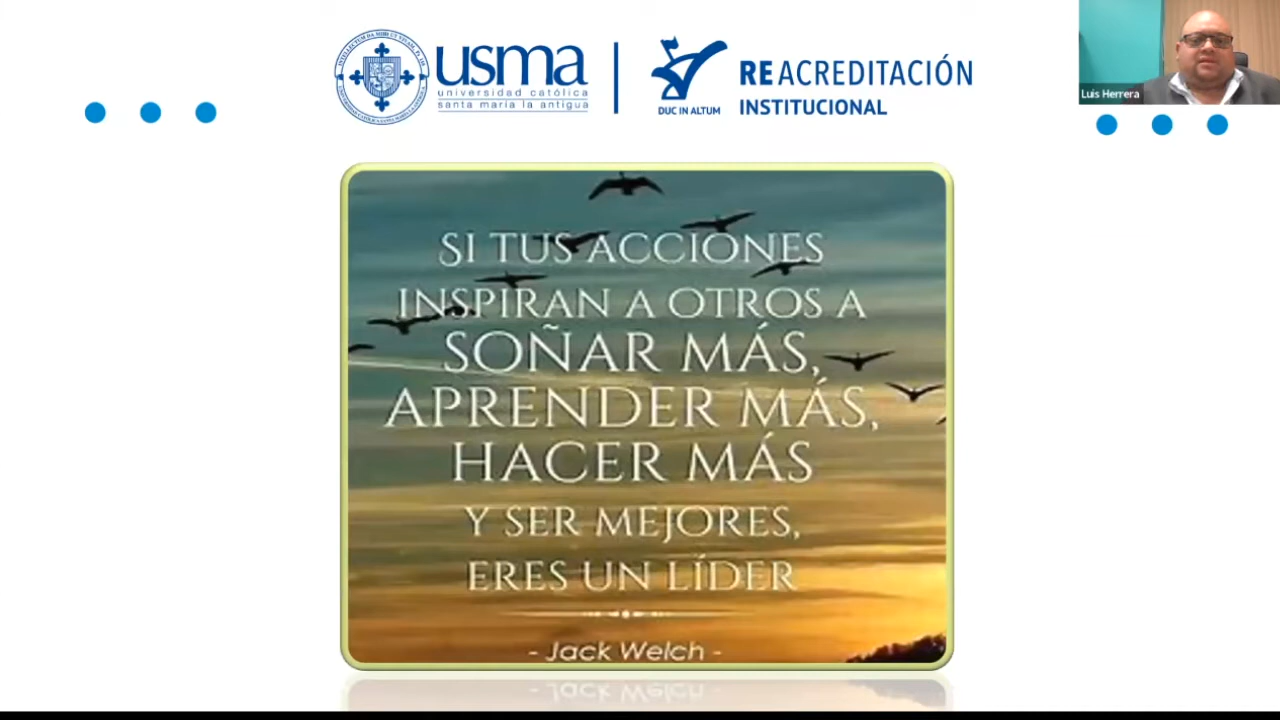 usma
universidad católica
santa maría la antigua
DUC IN ALTUM
REACREDITACIÓN
INSTITUCIONAL
Luis Herrera
SI TUS ACCIONES
INSPIRAN A OTROS A
SOÑAR MÁS,
APRENDER MÁS,
HACER MÁS
Y SER MEJORES,
ERES UN LÍDER
- Jack Welch -